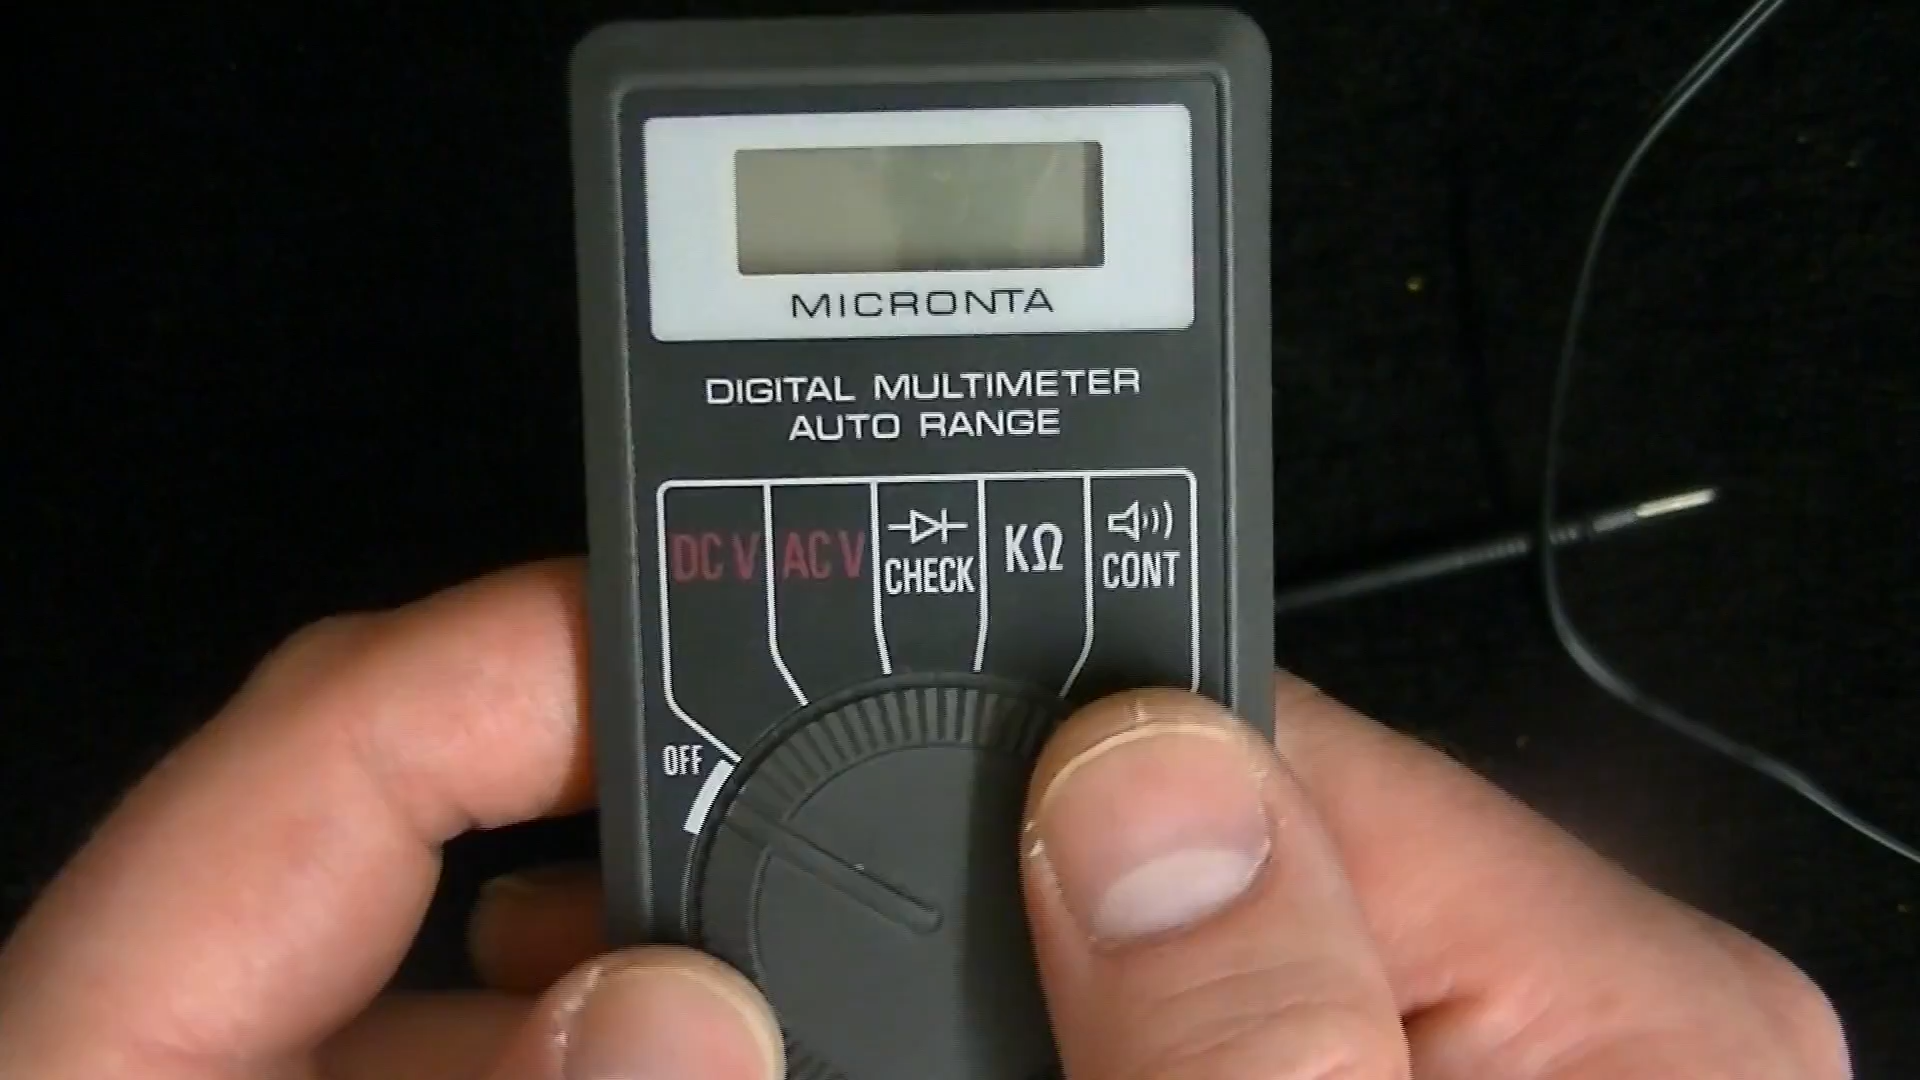 MICRONTA
DIGITAL MULTIMETER
AUTO RANGE
DC V
AC V
CHECK
KΩ
CONT
OFF